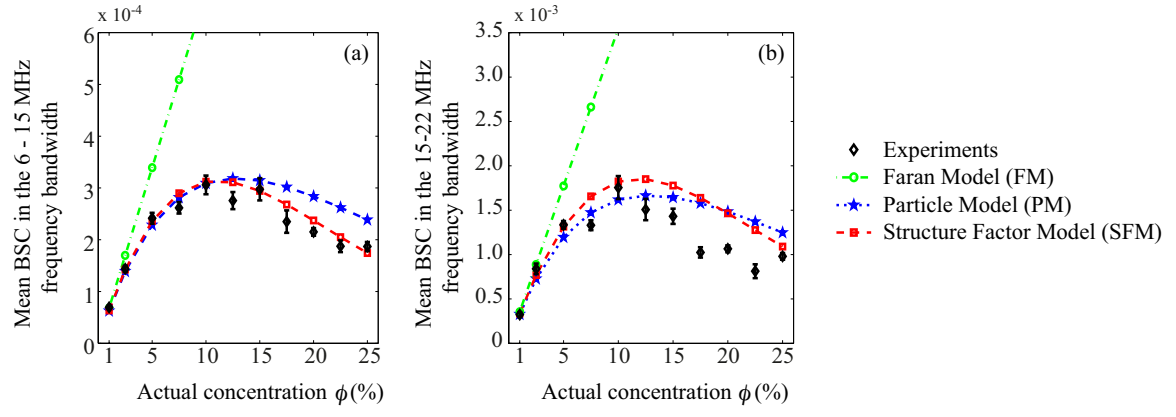 x 10⁻⁴
(a)
Mean BSC in the 6 - 15 MHz
frequency bandwidth
6
5
4
3
2
1
0
1 5 10 15 20 25
Actual concentration ϕ (%)
x 10⁻³
(b)
Mean BSC in the 15-22 MHz
frequency bandwidth
3.5
3.0
2.5
2.0
1.5
1.0
0.5
0
1 5 10 15 20 25
Actual concentration ϕ (%)
Experiments
Faran Model (FM)
Particle Model (PM)
Structure Factor Model (SFM)